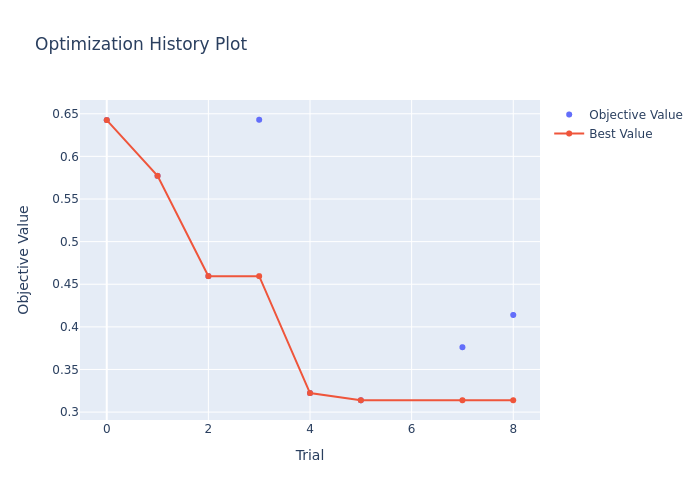 Optimization History Plot
Objective Value
Best Value
0.65
0.6
0.55
0.5
0.45
0.4
0.35
0.3
Objective Value
0
2
4
6
8
Trial